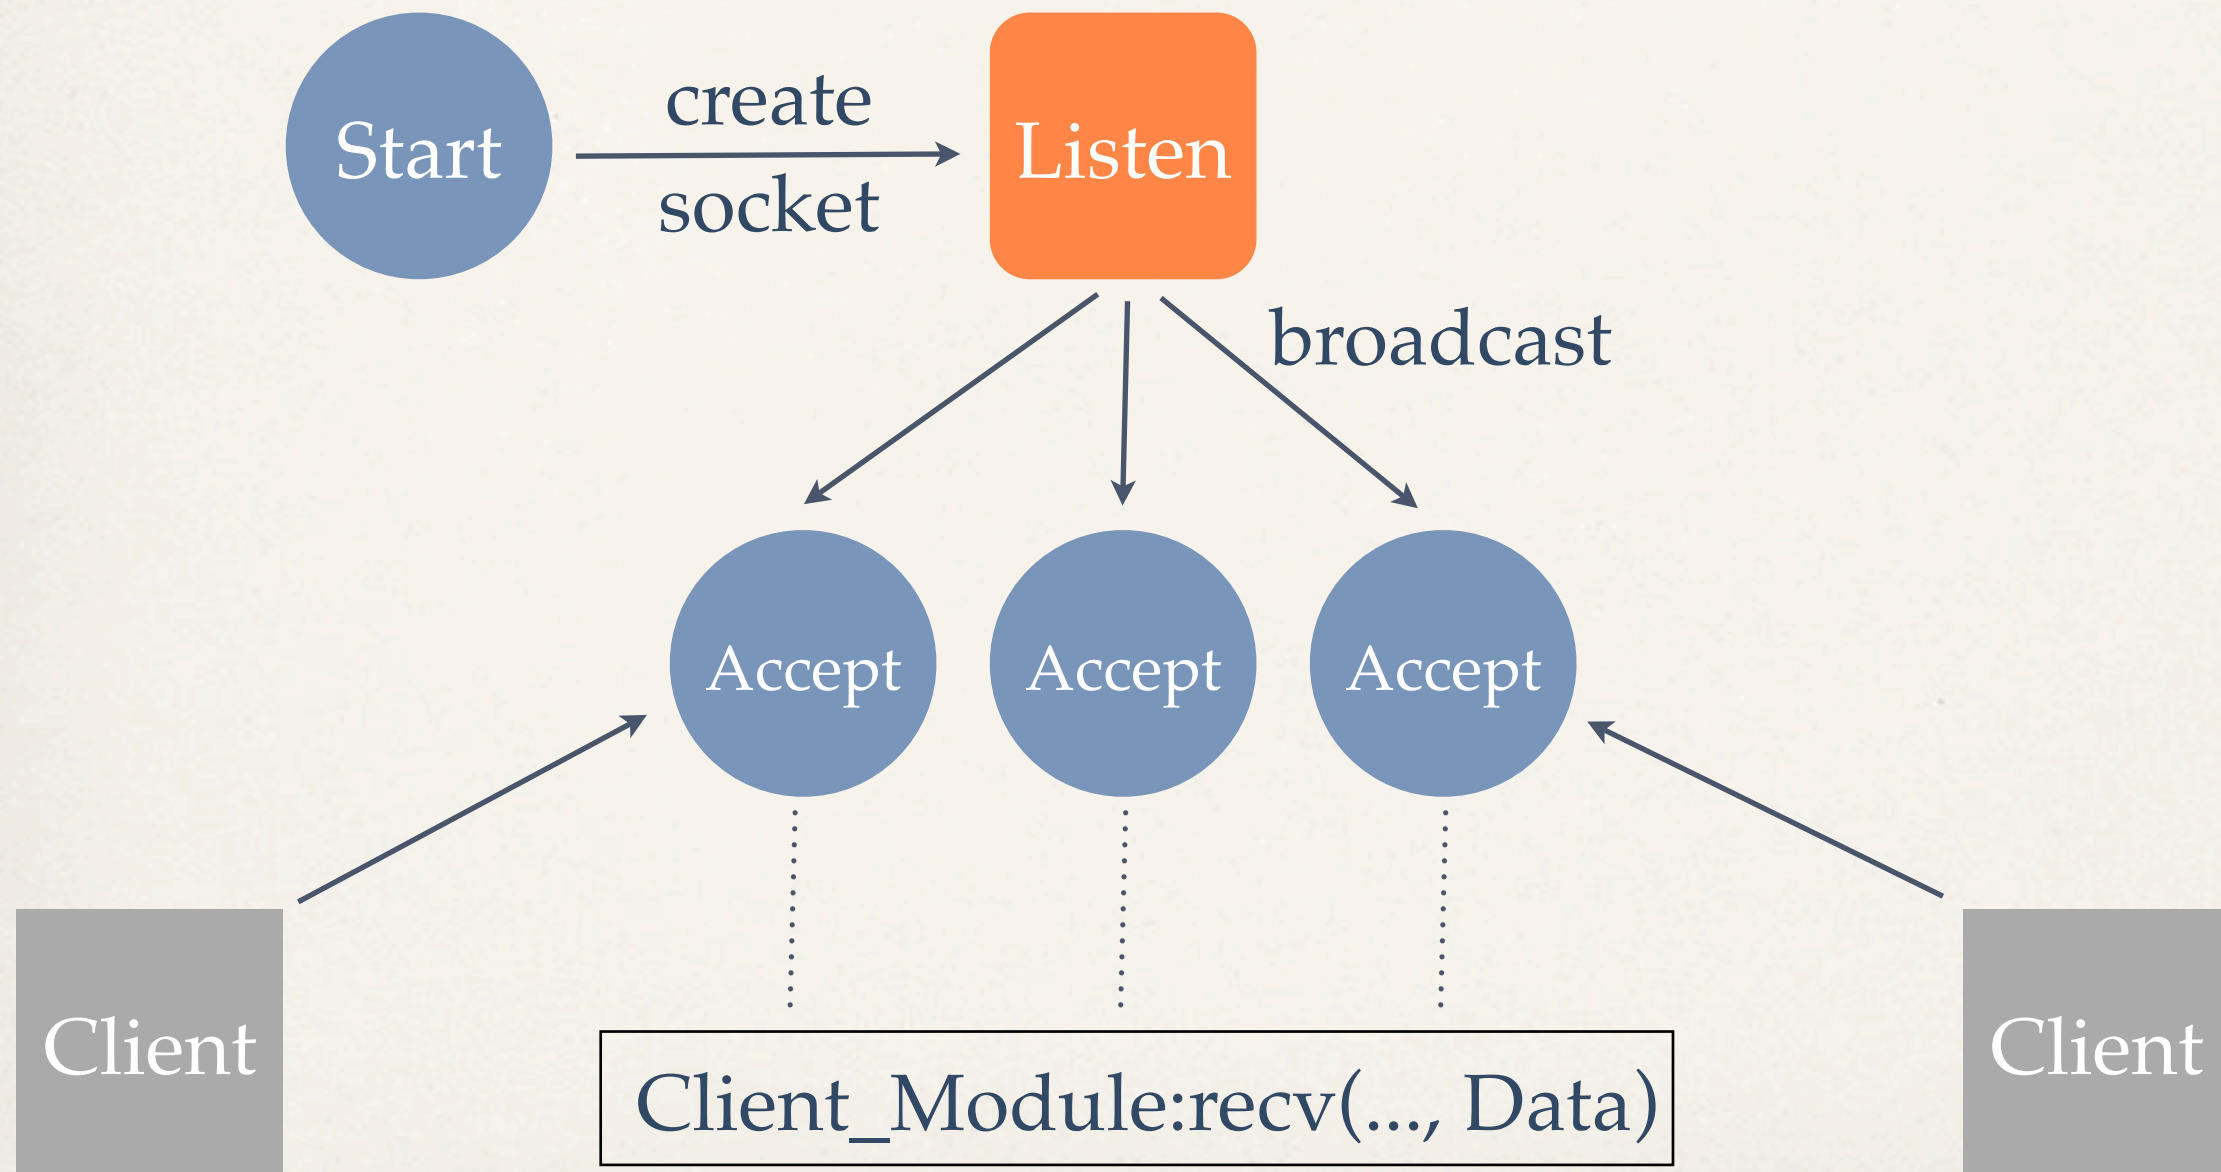 Start
create
socket
Listen
broadcast
Accept
Accept
Accept
Client
Client
Client_Module:recv(..., Data)